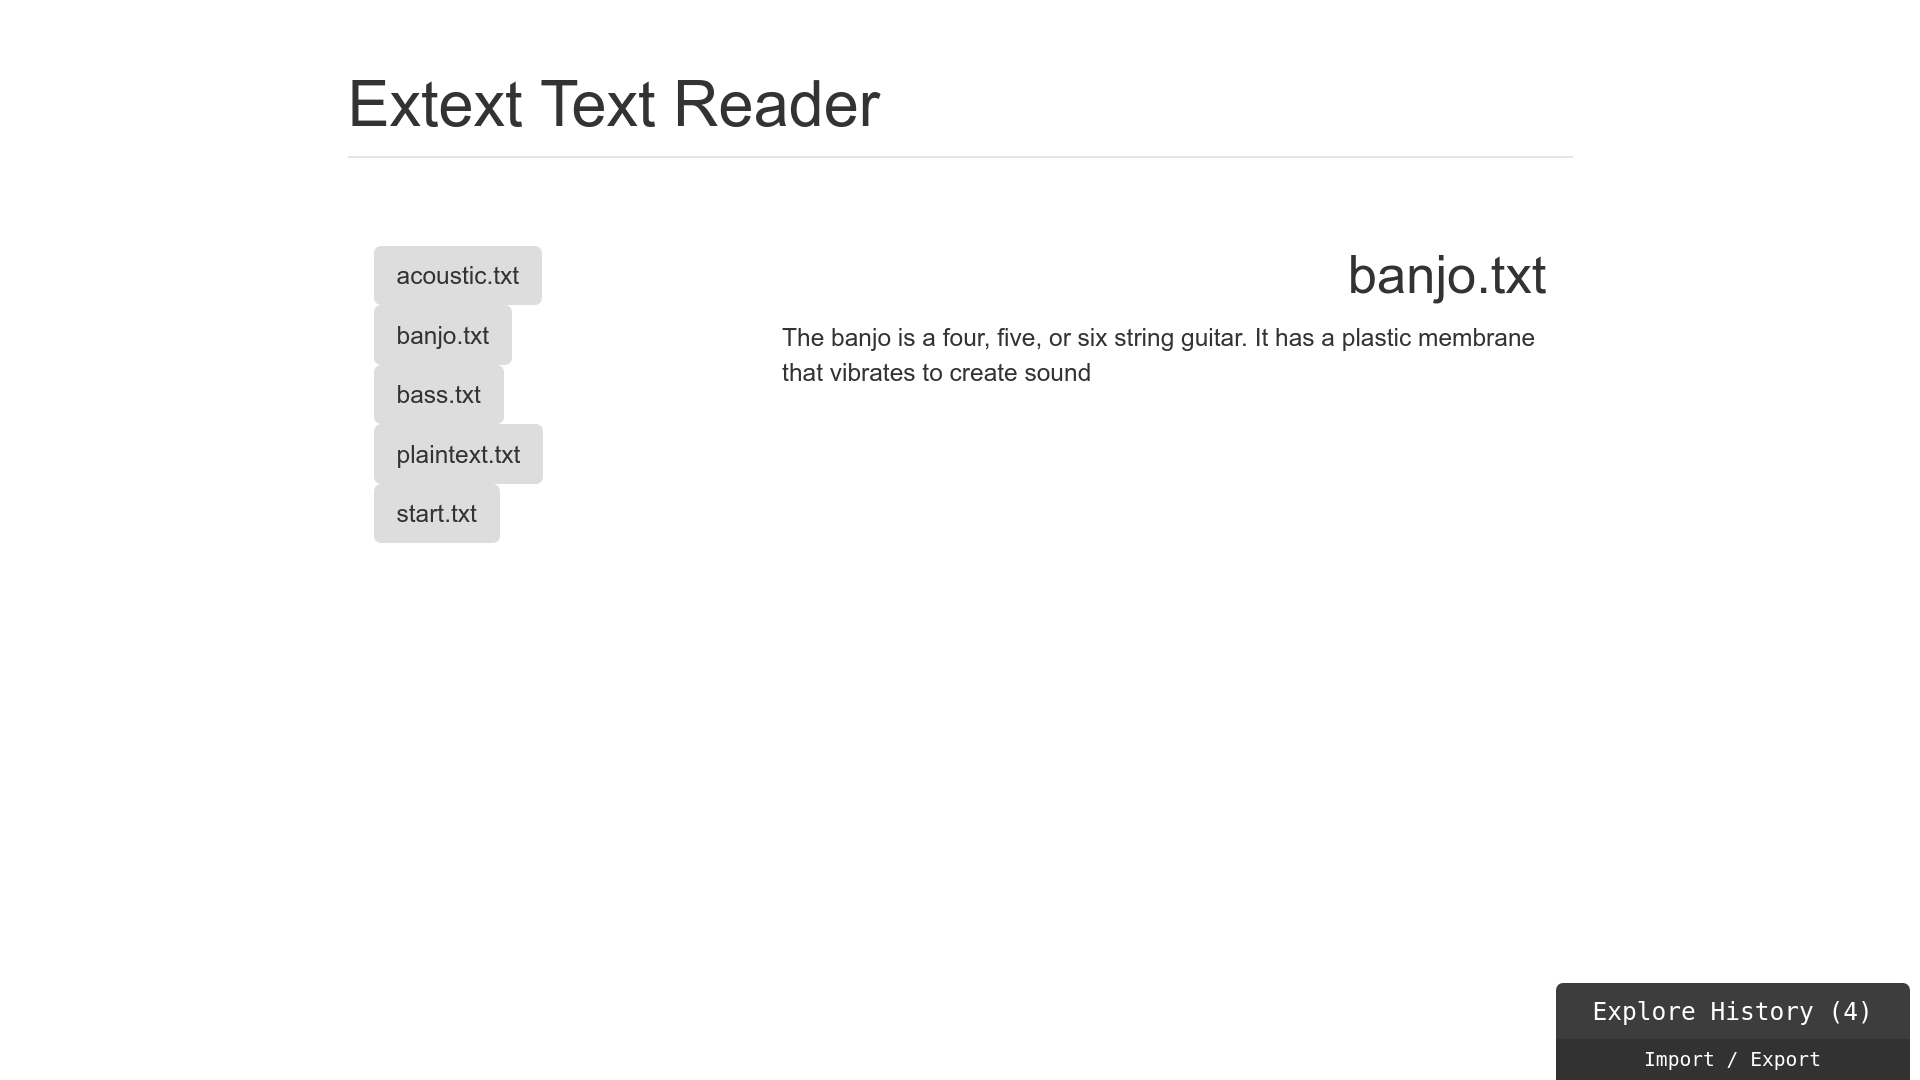 Extext Text Reader
acoustic.txt
banjo.txt
bass.txt
plaintext.txt
start.txt
banjo.txt
The banjo is a four, five, or six string guitar. It has a plastic membrane
that vibrates to create sound
Explore History (4)
Import / Export